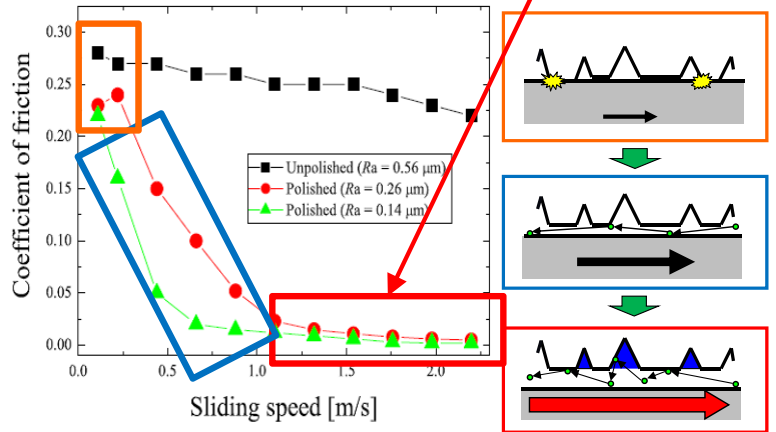 0.30
0.25
0.20
0.15
0.10
0.05
0.00
Coefficient of friction
Unpolished (Ra = 0.56 μm)
Polished (Ra = 0.26 μm)
Polished (Ra = 0.14 μm)
0.0 0.5 1.0 1.5 2.0
Sliding speed [m/s]